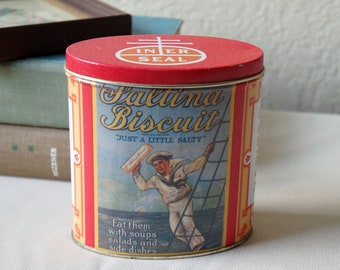 INTER
SEAL
Saltina
Biscuit
"JUST A LITTLE SALTY"
Eat them
with soups
salads and
side dishes